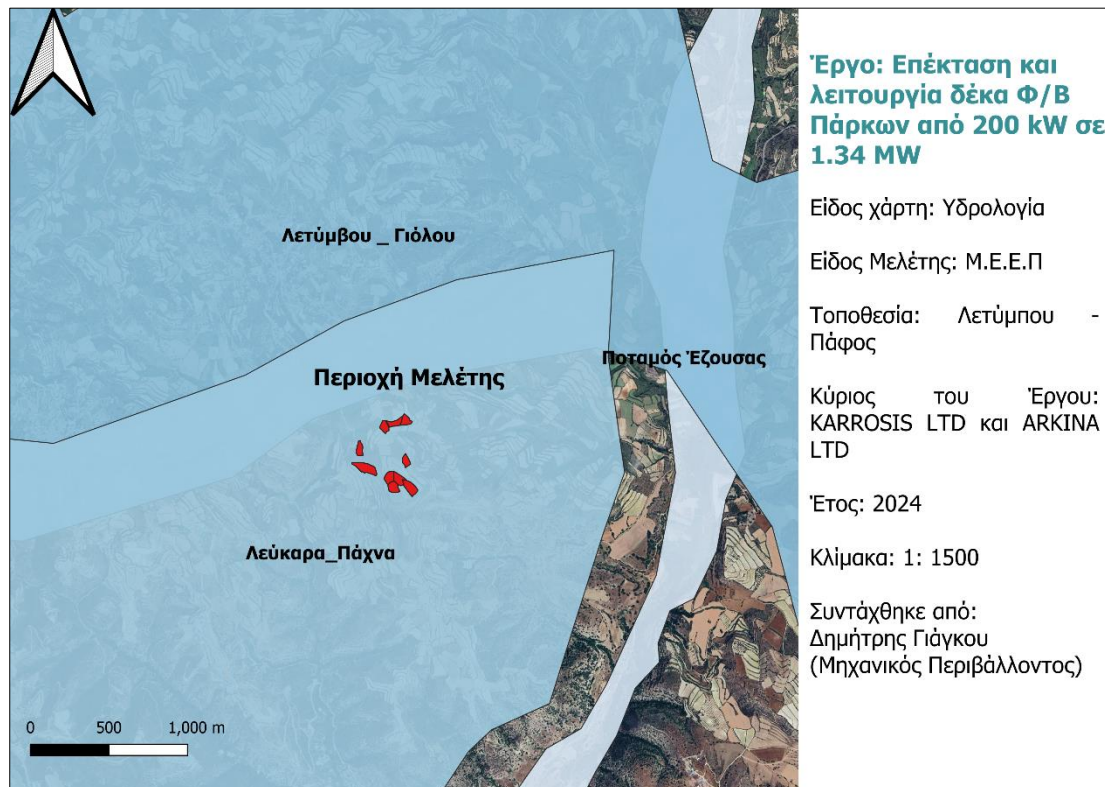 Έργο: Επέκταση και
λειτουργία δέκα Φ/Β
Πάρκων από 200 kW σε
1.34 MW
Είδος χάρτη: Υδρολογία
Είδος Μελέτης: Μ.Ε.Ε.Π
Τοποθεσία: Λετύμπου -
Πάφος
Κύριος του Έργου:
KARROSIS LTD και ARKINA
LTD
Έτος: 2024
Κλίμακα: 1: 1500
Συντάχθηκε από:
Δημήτρης Γιάγκου
(Μηχανικός Περιβάλλοντος)
Λετύμβου _ Γιόλου
Ποταμός Έζουσας
Περιοχή Μελέτης
Λεύκαρα_Πάχνα
0 500 1,000 m